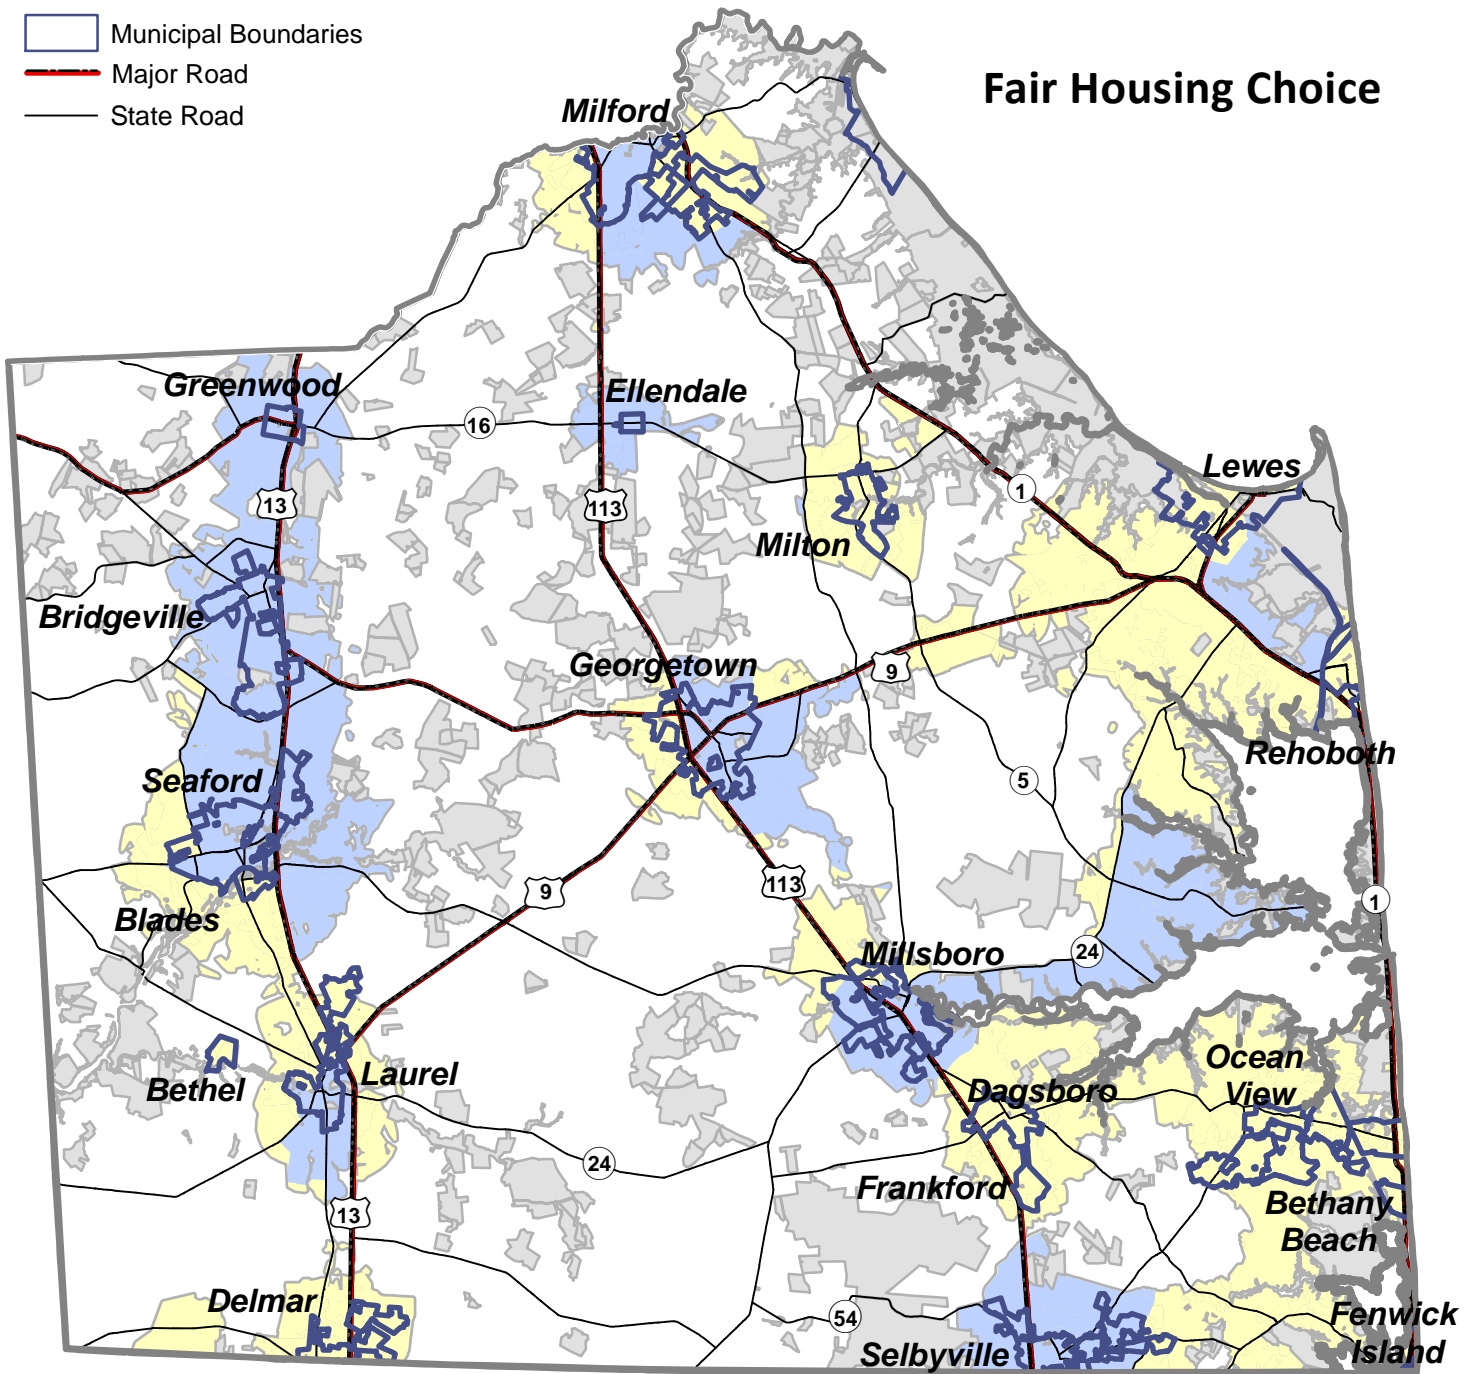 Municipal Boundaries
Major Road
State Road
Fair Housing Choice
Milford
Greenwood
Ellendale
16
13
113
Lewes
1
Milton
Bridgeville
Georgetown
9
Rehoboth
Seaford
5
9
113
1
Blades
Millsboro
24
Ocean
View
Bethel
Laurel
Dagsboro
24
Frankford
Bethany
Beach
13
Delmar
54
Fenwick
Island
Selbyville